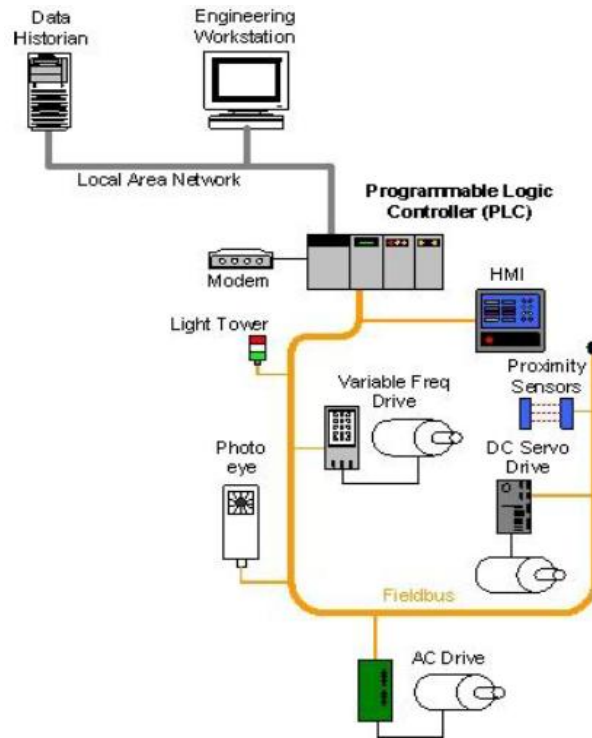 Data
Historian
Engineering
Workstation
Local Area Network
Programmable Logic
Controller (PLC)
Modem
HMI
Light Tower
Proximity
Sensors
Variable Freq
Drive
Photo
eye
DC Servo
Drive
Fieldbus
AC Drive